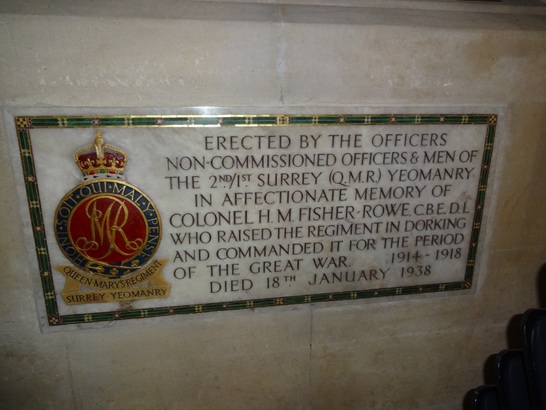 ERECTED BY THE OFFICERS
NON-COMMISSIONED OFFICERS & MEN OF
THE 2ND/1ST SURREY (Q.M.R.) YEOMANRY.
IN AFFECTIONATE MEMORY OF
COLONEL H.M. FISHER-ROWE, C.B.E, D.L
WHO RAISED THE REGIMENT IN DORKING
AND COMMANDED IT FOR THE PERIOD
OF THE GREAT WAR. 1914-1918
DIED 18TH JANUARY 1938
HONI·SOIT·QUI·MAL·Y·PENSE
MR
QUEEN MARY'S REGIMENT
SURREY YEOMANRY